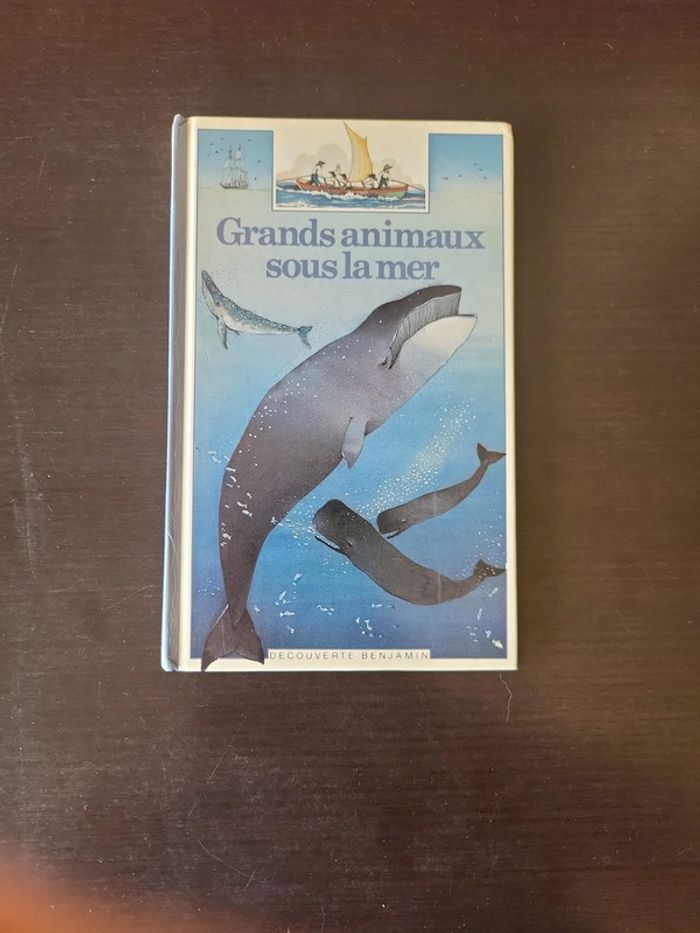 Grands animaux
sous la mer
DECOUVERTE BENJAMIN